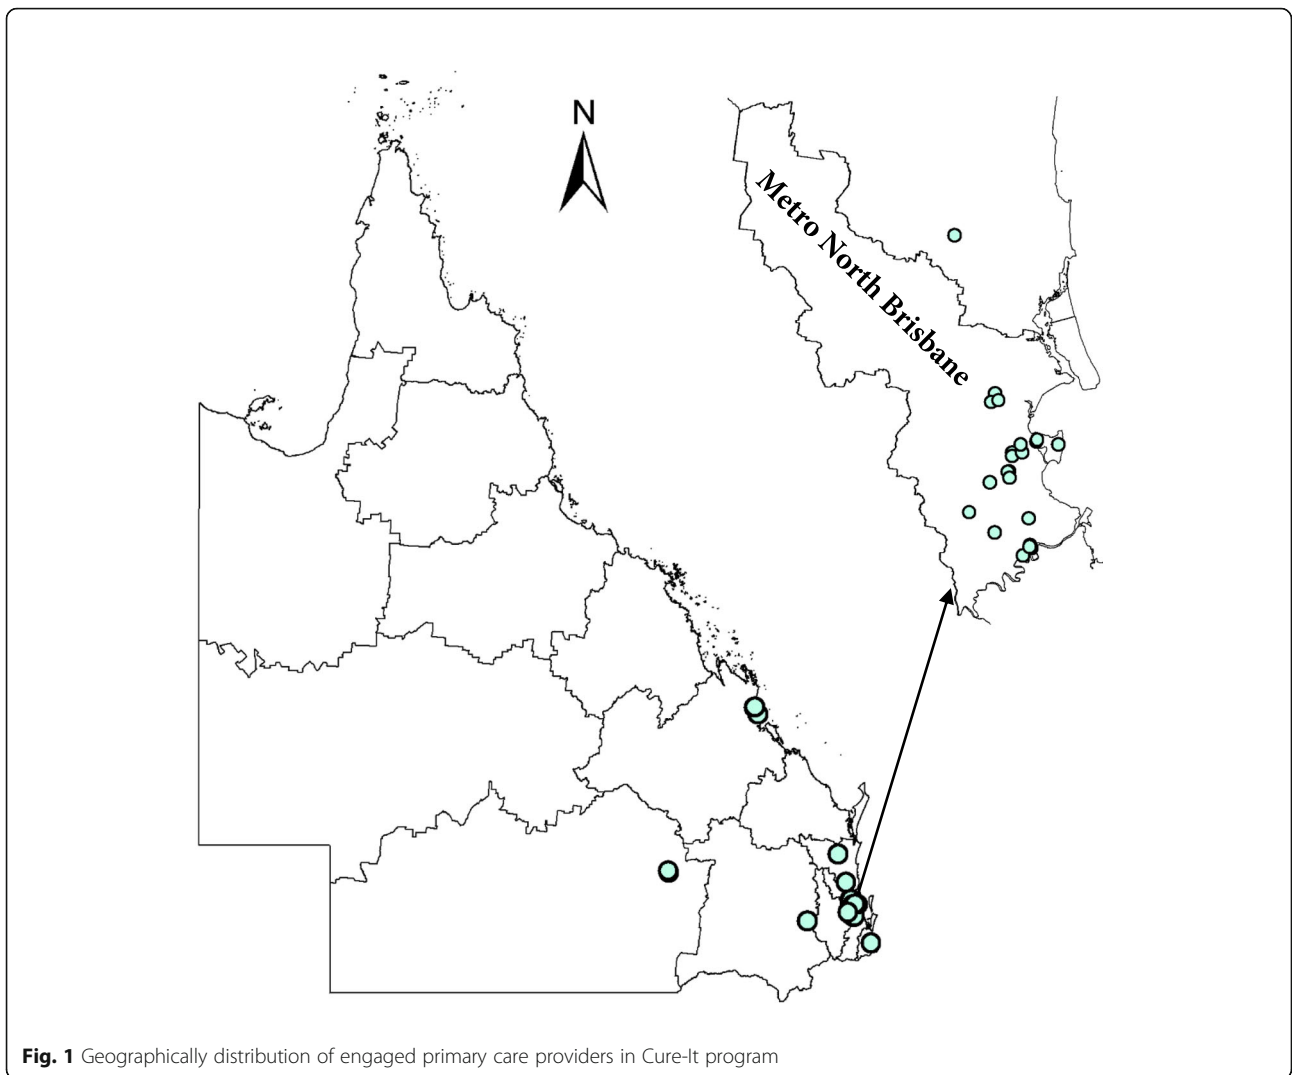 N
Metro North Brisbane
Fig. 1 Geographically distribution of engaged primary care providers in Cure-It program